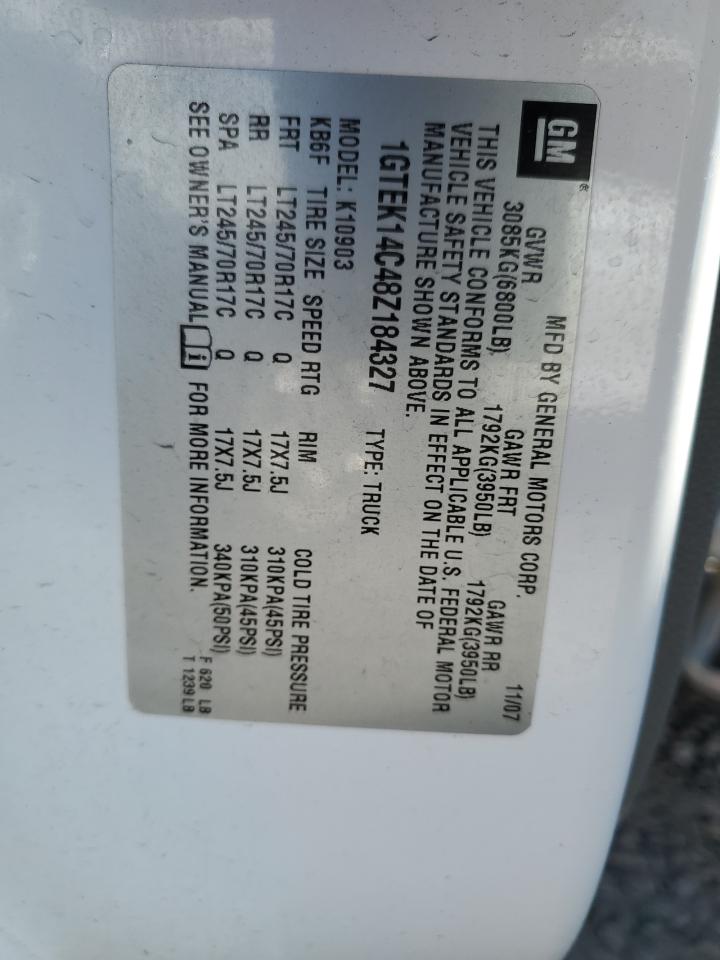 GM®
MFD BY GENERAL MOTORS CORP. 11/07
GVWR GAWR FRT GAWR RR
3085KG(6800LB) 1792KG(3950LB) 1792KG(3950LB)
THIS VEHICLE CONFORMS TO ALL APPLICABLE U.S. FEDERAL MOTOR
VEHICLE SAFETY STANDARDS IN EFFECT ON THE DATE OF
MANUFACTURE SHOWN ABOVE.
1GTEK14C48Z184327 TYPE: TRUCK
MODEL: K10903
KB6F TIRE SIZE SPEED RTG RIM COLD TIRE PRESSURE
FRT LT245/70R17C Q 17X7.5J 310KPA(45PSI)
RR LT245/70R17C Q 17X7.5J 310KPA(45PSI)
SPA LT245/70R17C Q 17X7.5J 340KPA(50PSI)
SEE OWNER'S MANUAL i FOR MORE INFORMATION.
F 620 LB
T 1239 LB